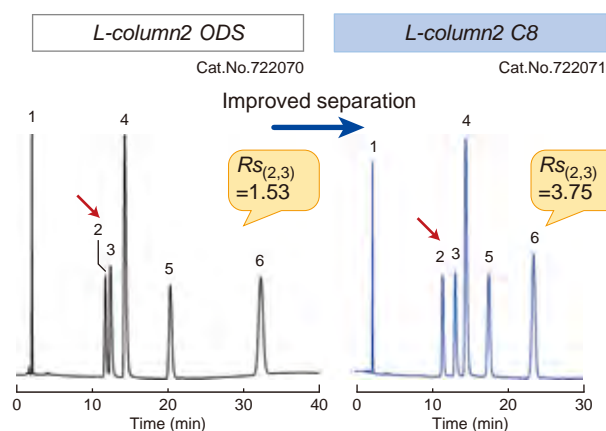 L-column2 ODS
Cat.No.722070
L-column2 C8
Cat.No.722071
Improved separation
1
2
3
4
5
6
Rs(2,3)
=1.53
0 10 20 30 40
Time (min)
1
2
3
4
5
6
Rs(2,3)
=3.75
0 10 20 30
Time (min)